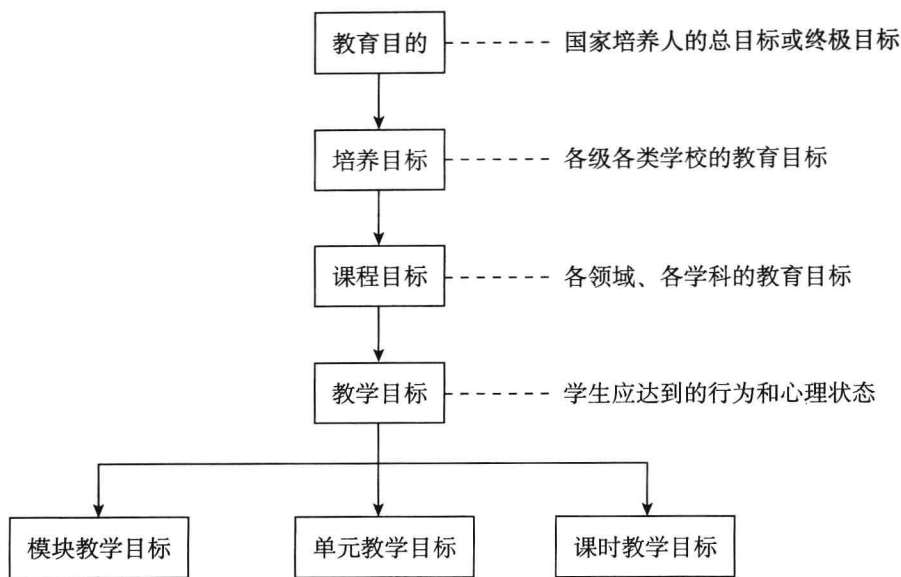 教育目的 国家培养人的总目标或终极目标
培养目标 各级各类学校的教育目标
课程目标 各领域、各学科的教育目标
教学目标 学生应达到的行为和心理状态
模块教学目标 单元教学目标 课时教学目标